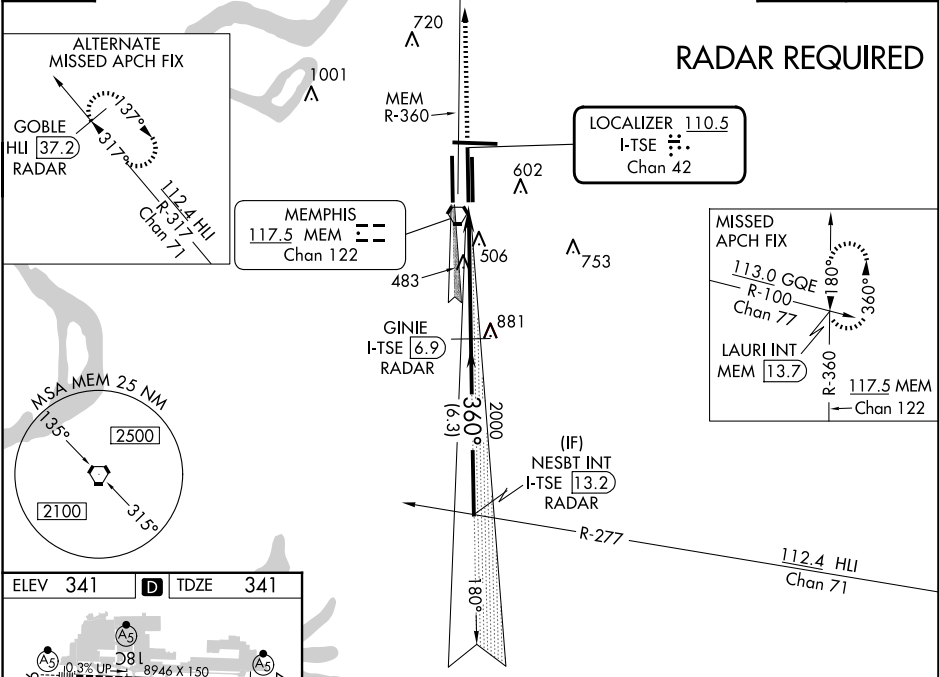 RADAR REQUIRED
ALTERNATE
MISSED APCH FIX
GOBLE
HLI 37.2
RADAR
137°
317°
112.4 HLI
R-317
Chan 71
720
1001
MEM
R-360
LOCALIZER 110.5
I-TSE
Chan 42
602
MEMPHIS
117.5 MEM
Chan 122
506
753
483
881
GINIE
I-TSE 6.9
RADAR
MISSED
APCH FIX
113.0 GQE
R-100
Chan 77
180°
360°
LAURI INT
MEM 13.7
R-360
117.5 MEM
Chan 122
2000
360°
(6.3)
(IF)
NESBT INT
I-TSE 13.2
RADAR
R-277
112.4 HLI
Chan 71
180°
MSA MEM 25 NM
135°
2500
2100
315°
ELEV 341
D
TDZE 341
A5
A5
A5
18C
0.3% UP
8946 X 150